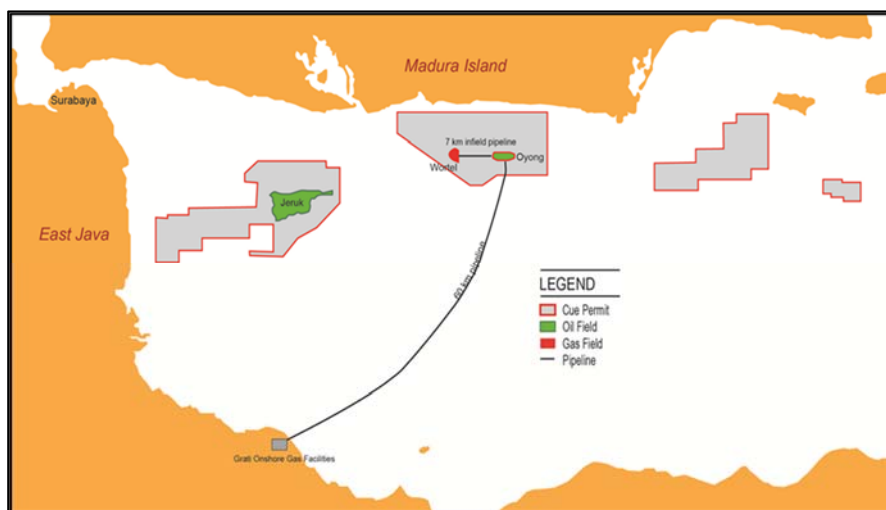 Madura Island
Surabaya
7 km infield pipeline
Wortel
Oyong
Jeruk
East Java
60 km pipeline
LEGEND
Cue Permit
Oil Field
Gas Field
Pipeline
Grati Onshore Gas Facilities